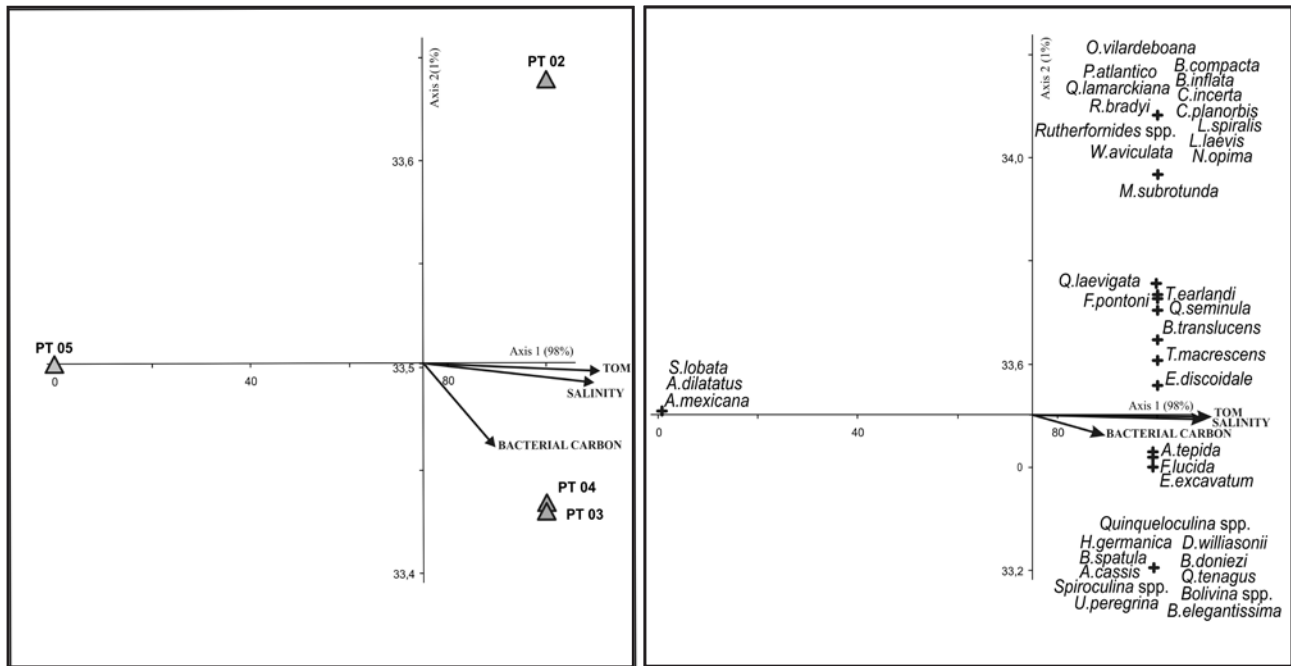 PT 02
Axis 2(1%)
33,6
PT 05
Axis 1 (98%)
TOM
0
40
80
33,5
SALINITY
BACTERIAL CARBON
PT 04
PT 03
33,4
O.vilardeboana
Axis 2 (1%)
P.atlantico
B.compacta
Q.lamarckiana
B.inflata
R.bradyi
C.incerta
C.planorbis
Rutherfornides spp.
L.spiralis
L.laevis
34,0
W.aviculata
N.opima
M.subrotunda
Q.laevigata
F.pontoni
T.earlandi
Q.seminula
B.translucens
33,6
T.macrescens
E.discoidale
S.lobata
A.dilatatus
A.mexicana
Axis 1 (98%)
TOM
0
40
80
SALINITY
BACTERIAL CARBON
A.tepida
0
F.lucida
E.excavatum
Quinqueloculina spp.
H.germanica
D.williasonii
B.spatula
B.doniezi
33,2
A.cassis
Q.tenagus
Spiroculina spp.
Bolivina spp.
U.peregrina
B.elegantissima